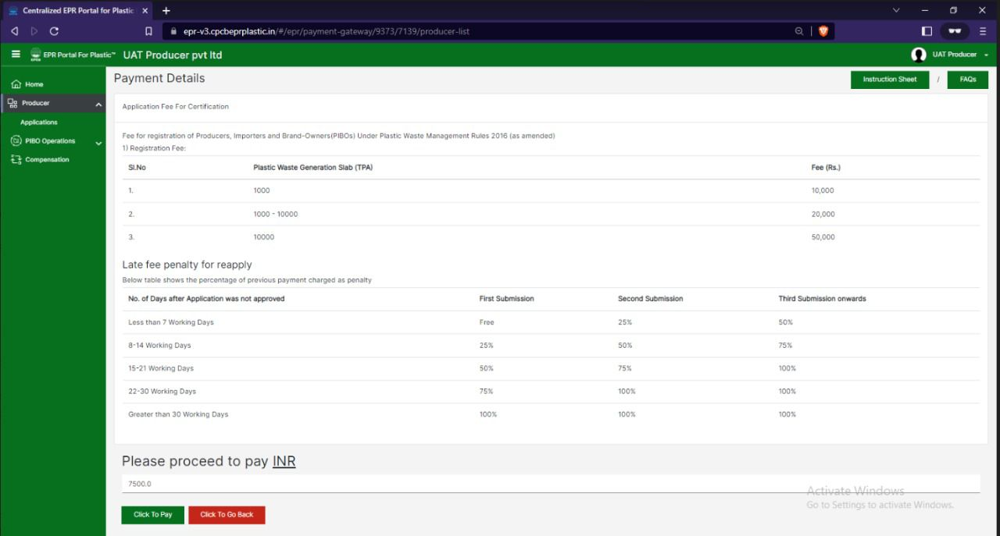 Centralized EPR Portal for Plastic
epr-v3.cpcbeprplastic.in/#/epr/payment-gateway/9373/7139/producer-list
EPR Portal For Plastic™ UAT Producer pvt ltd UAT Producer
Home
Producer
Applications
PIBO Operations
Compensation
Payment Details
Instruction Sheet / FAQs
Application Fee For Certification
Fee for registration of Producers, Importers and Brand-Owners(PIBOs) Under Plastic Waste Management Rules 2016 (as amended)
1) Registration Fee:
Sl.No Plastic Waste Generation Slab (TPA) Fee (Rs.)
1. 1000 10,000
2. 1000 - 10000 20,000
3. 10000 50,000
Late fee penalty for reapply
Below table shows the percentage of previous payment charged as penalty
No. of Days after Application was not approved First Submission Second Submission Third Submission onwards
Less than 7 Working Days Free 25% 50%
8-14 Working Days 25% 50% 75%
15-21 Working Days 50% 75% 100%
22-30 Working Days 75% 100% 100%
Greater than 30 Working Days 100% 100% 100%
Please proceed to pay INR
7500.0
Activate Windows
Go to Settings to activate Windows.
Click To Pay Click To Go Back